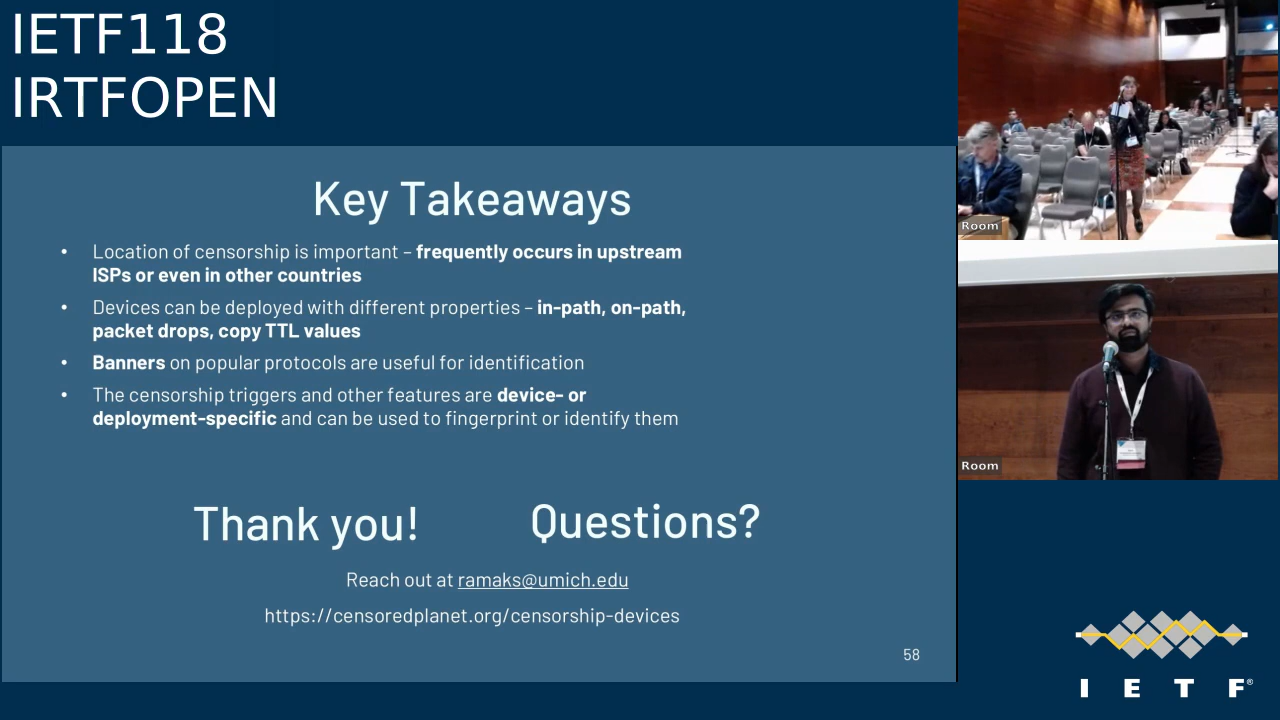 IETF118
IRTFOPEN
Key Takeaways
• Location of censorship is important – frequently occurs in upstream
ISPs or even in other countries
• Devices can be deployed with different properties – in-path, on-path,
packet drops, copy TTL values
• Banners on popular protocols are useful for identification
• The censorship triggers and other features are device- or
deployment-specific and can be used to fingerprint or identify them
Thank you!
Questions?
Reach out at ramaks@umich.edu
https://censoredplanet.org/censorship-devices
58
Room
Room
I E T F®